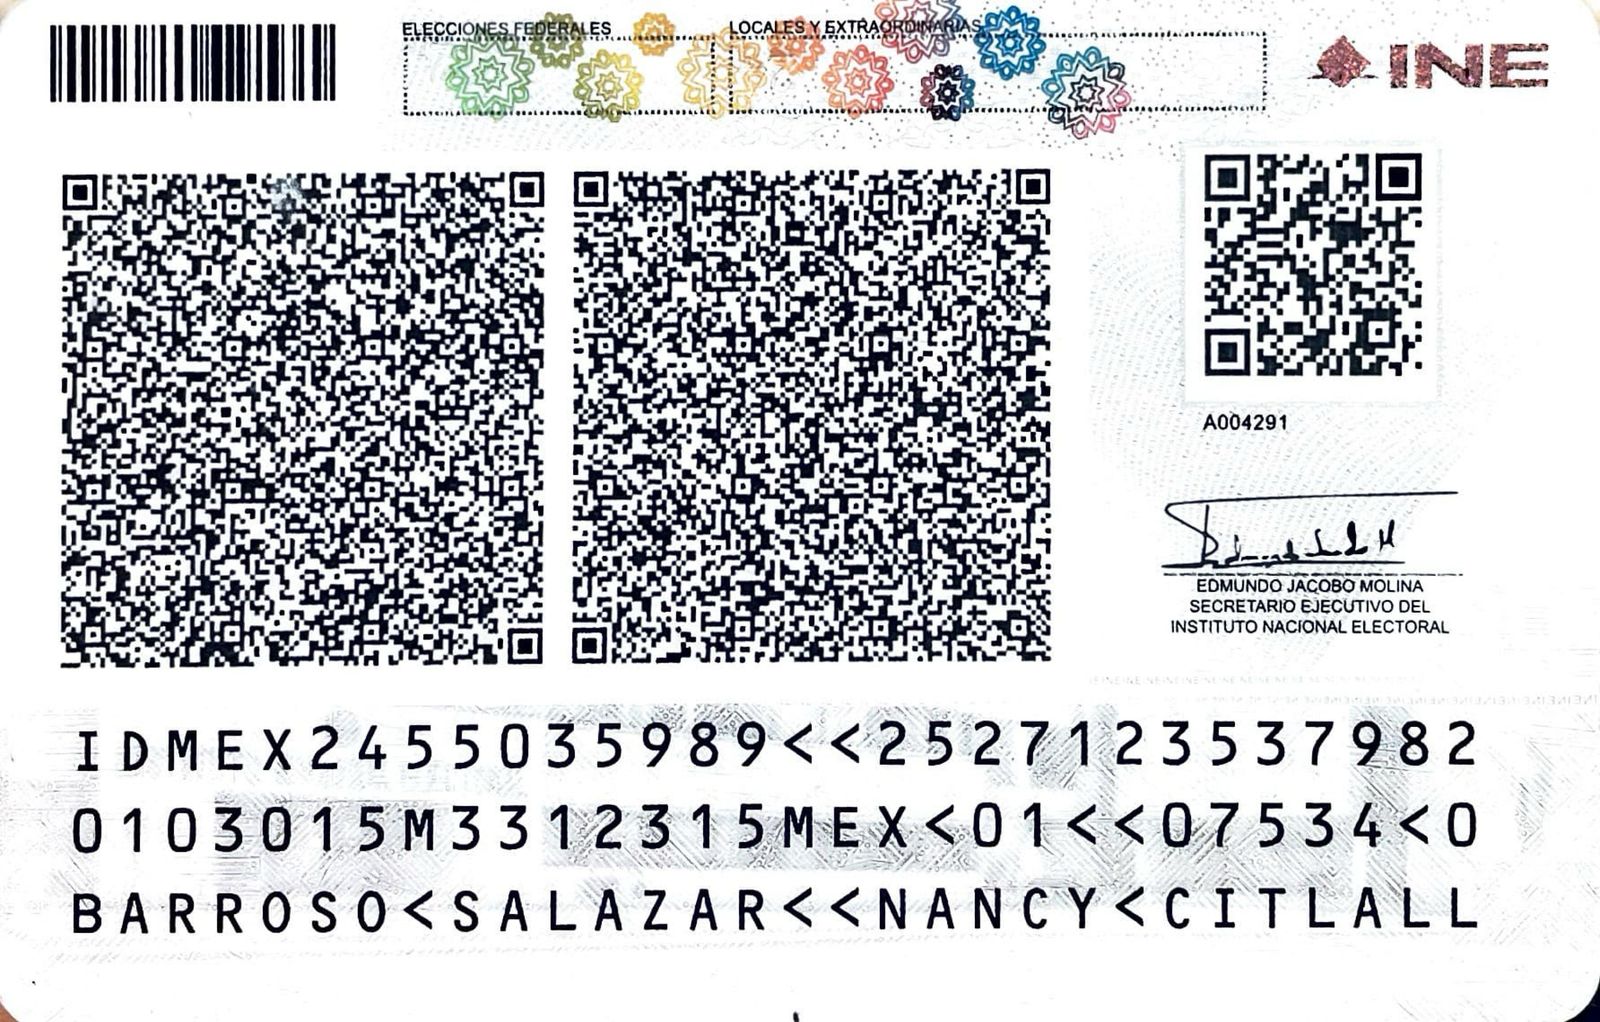 ELECCIONES FEDERALES
LOCALES Y EXTRAORDINARIAS
INE
A004291
EDMUNDO JACOBO MOLINA
SECRETARIO EJECUTIVO DEL
INSTITUTO NACIONAL ELECTORAL
IDMEX2455035989<<2527123537982
0103015M3312315MEX<01<<07534<0
BARROSO<SALAZAR<<NANCY<CITLALL